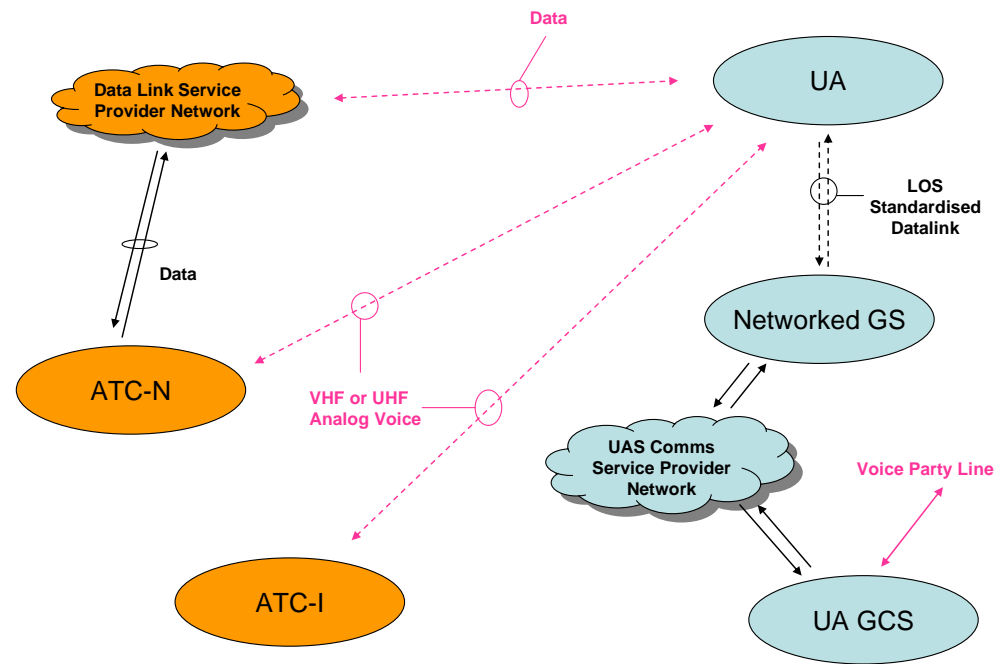 Data
Data Link Service
Provider Network
UA
LOS
Standardised
Datalink
Data
Networked GS
ATC-N
VHF or UHF
Analog Voice
UAS Comms
Service Provider
Network
Voice Party Line
ATC-I
UA GCS